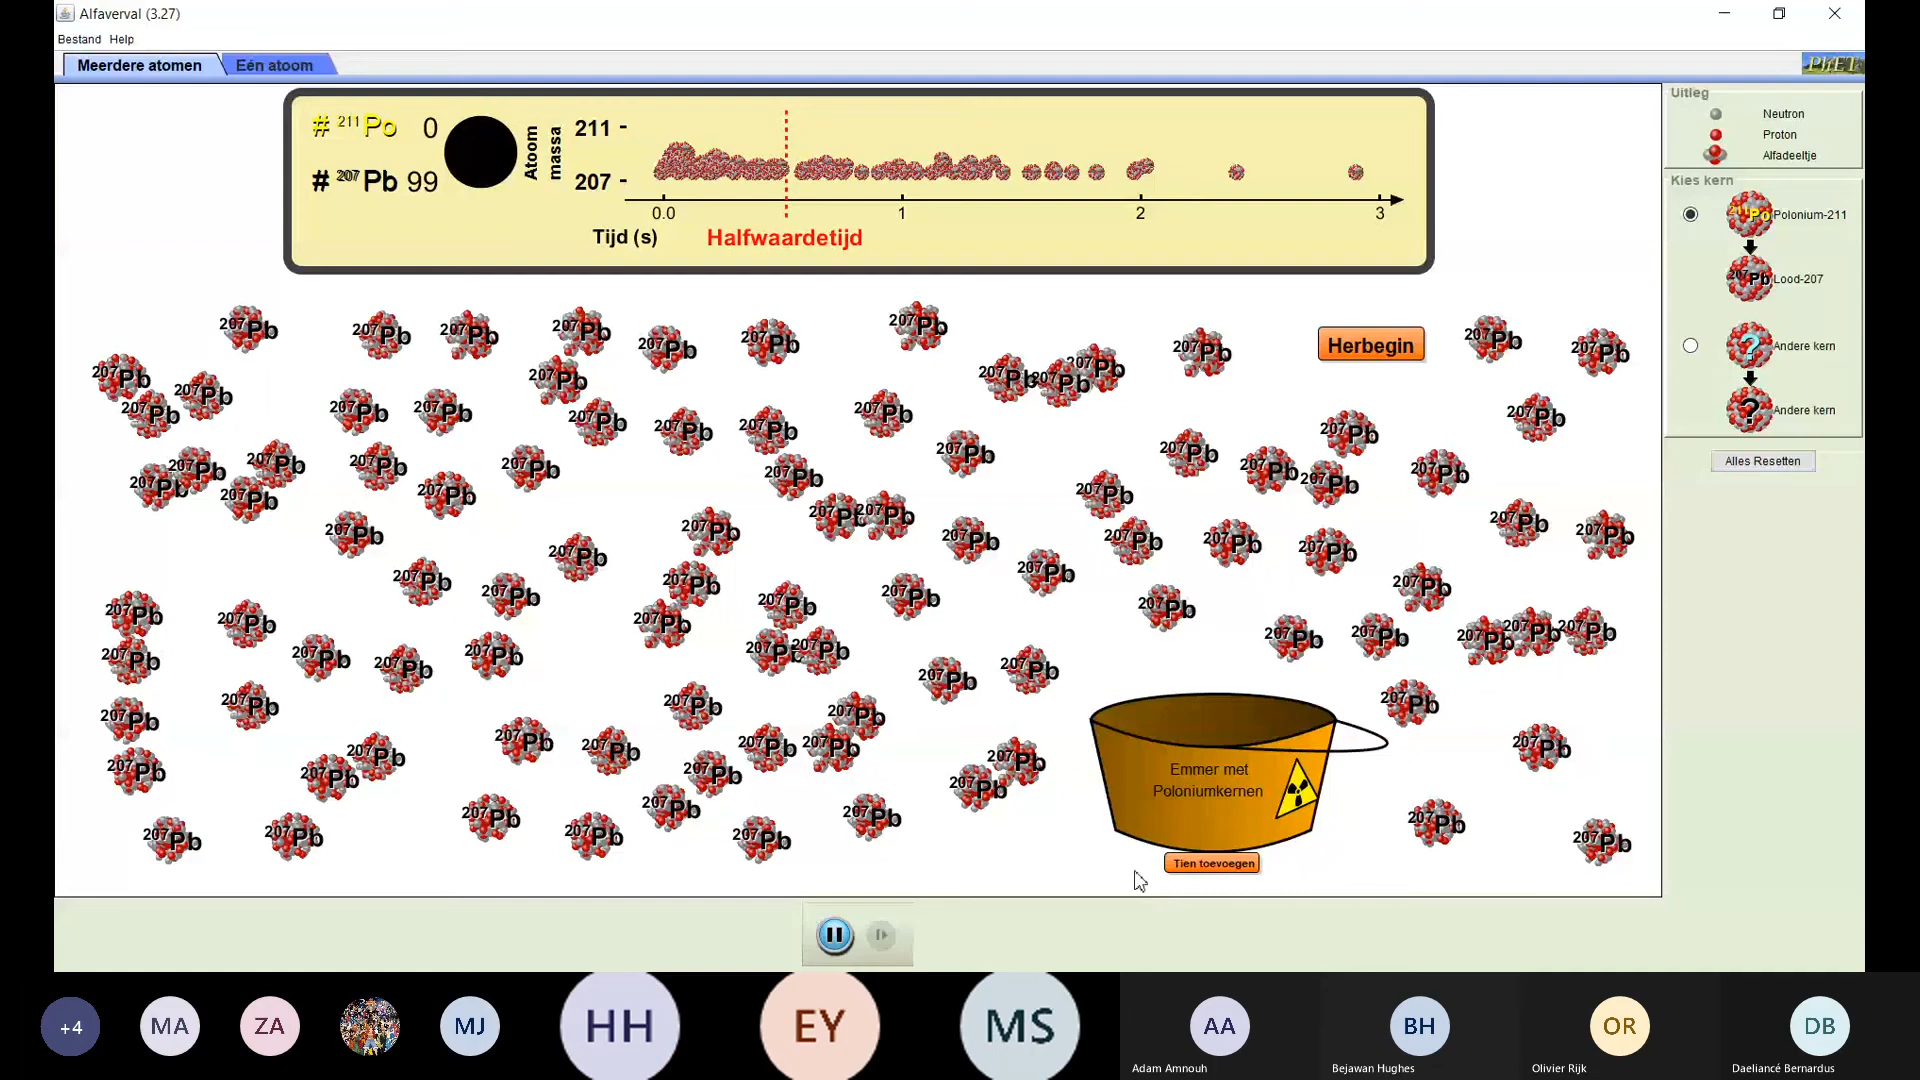 Alfaverval (3.27)
Bestand Help
Meerdere atomen Eén atoom
PhET
# 211Po 0
# 207Pb 99
Atoom massa
211
207
0.0 1 2 3
Tijd (s)
Halfwaardetijd
Herbegin
207Pb
Emmer met
Poloniumkernen
Tien toevoegen
Uitleg
Neutron
Proton
Alfadeeltje
Kies kern
211Po Polonium-211
207Pb Lood-207
? Andere kern
? Andere kern
Alles Resetten
+4 MA ZA MJ HH EY MS AA BH OR DB
Adam Amnouh Bejawan Hughes Olivier Rijk Daeliancé Bernardus